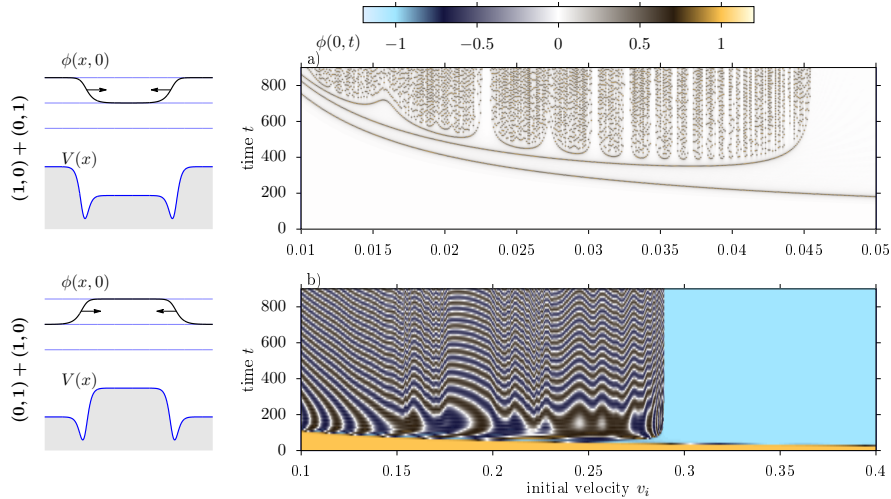 ϕ(0, t)
−1 −0.5 0 0.5 1
a)
ϕ(x, 0)
V(x)
(1, 0) + (0, 1)
time t
800
600
400
200
0
0.01 0.015 0.02 0.025 0.03 0.035 0.04 0.045 0.05
b)
ϕ(x, 0)
V(x)
(0, 1) + (1, 0)
time t
800
600
400
200
0
0.1 0.15 0.2 0.25 0.3 0.35 0.4
initial velocity vᵢ